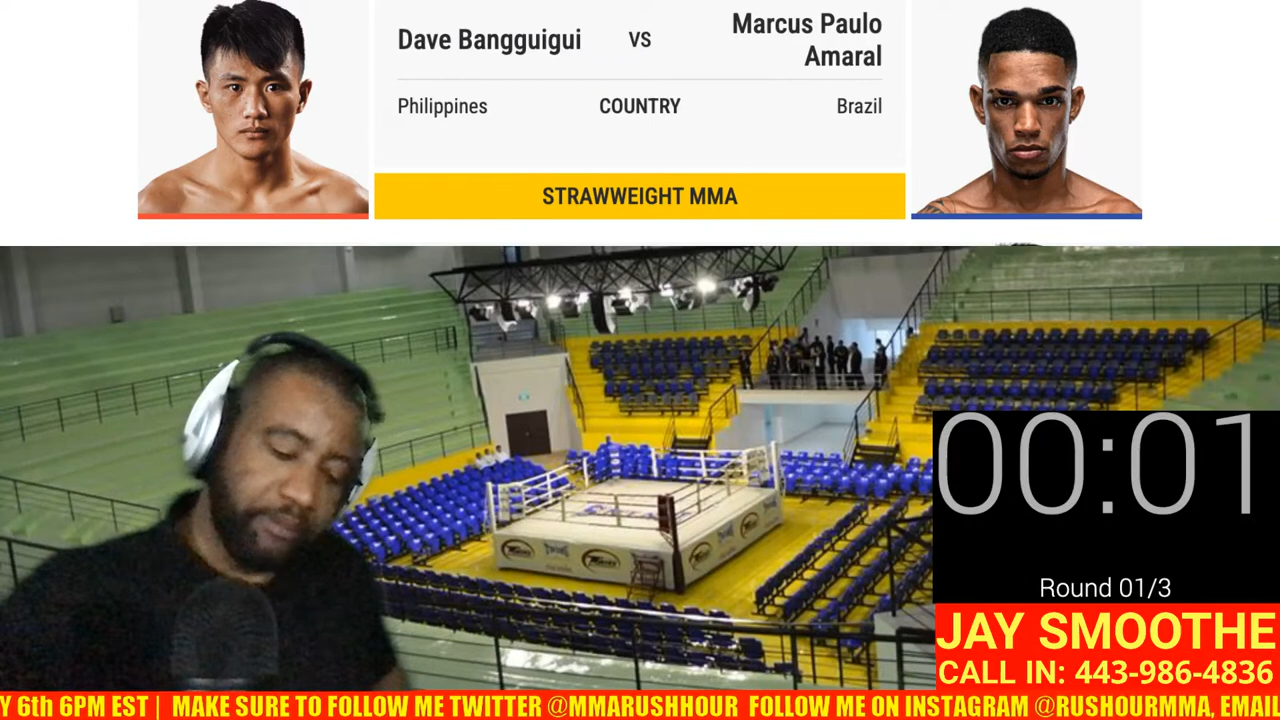 Dave Bangguigui
VS
Marcus Paulo
Amaral
Philippines
COUNTRY
Brazil
STRAWWEIGHT MMA
00:01
Round 01/3
JAY SMOOTHE
CALL IN: 443-986-4836
Y 6th 6PM EST | MAKE SURE TO FOLLOW ME TWITTER @MMARUSHHOUR FOLLOW ME ON INSTAGRAM @RUSHOURMMA, EMAIL